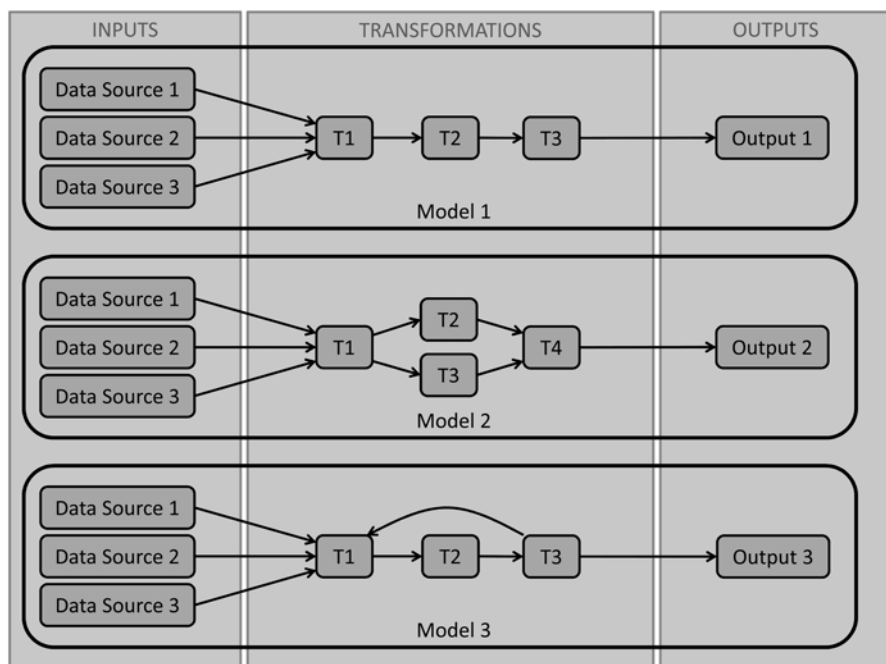 INPUTS
TRANSFORMATIONS
OUTPUTS
Data Source 1
Data Source 2
Data Source 3
T1
T2
T3
Output 1
Model 1
Data Source 1
Data Source 2
Data Source 3
T1
T2
T3
T4
Output 2
Model 2
Data Source 1
Data Source 2
Data Source 3
T1
T2
T3
Output 3
Model 3